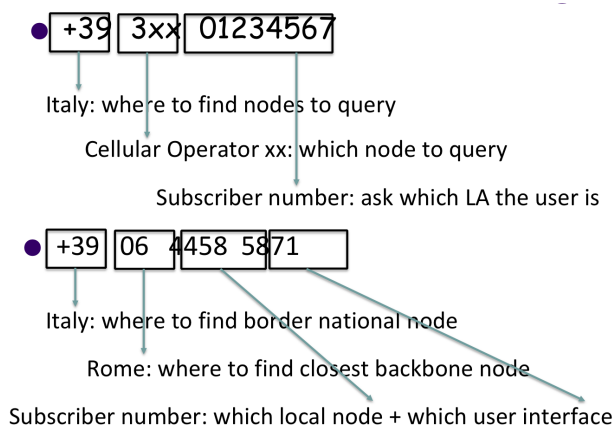 +39 3xx 01234567
Italy: where to find nodes to query
Cellular Operator xx: which node to query
Subscriber number: ask which LA the user is
+39 06 4458 5871
Italy: where to find border national node
Rome: where to find closest backbone node
Subscriber number: which local node + which user interface